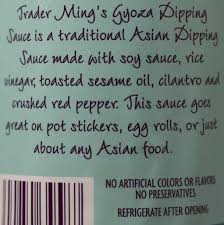 Trader Ming's Gyoza Dipping
Sauce is a traditional Asian Dipping
Sauce made with soy sauce, rice
vinegar, toasted sesame oil, cilantro and
crushed red pepper. This sauce goes
great on pot stickers, egg rolls, or just
about any Asian food.
NO ARTIFICIAL COLORS OR FLAVORS
NO PRESERVATIVES
REFRIGERATE AFTER OPENING